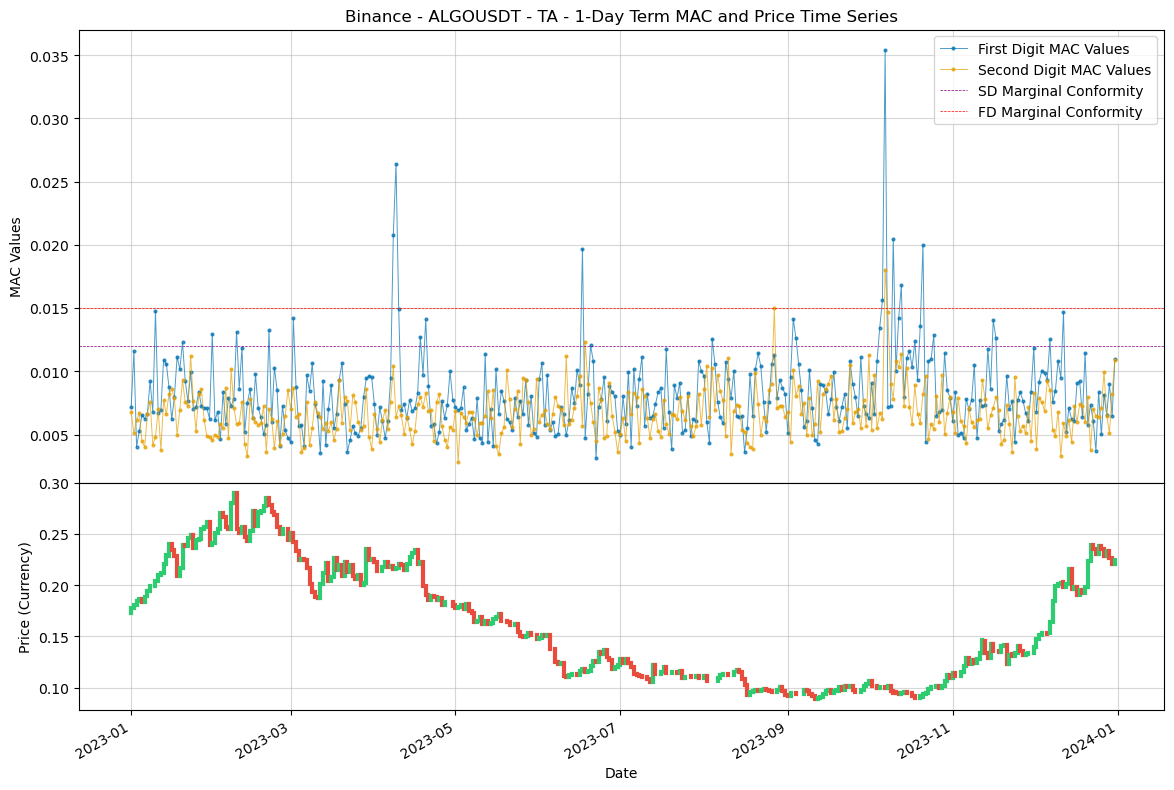 Binance - ALGOUSDT - TA - 1-Day Term MAC and Price Time Series
First Digit MAC Values
Second Digit MAC Values
SD Marginal Conformity
FD Marginal Conformity
MAC Values
0.035
0.030
0.025
0.020
0.015
0.010
0.005
Price (Currency)
0.30
0.25
0.20
0.15
0.10
2023-01
2023-03
2023-05
2023-07
2023-09
2023-11
2024-01
Date